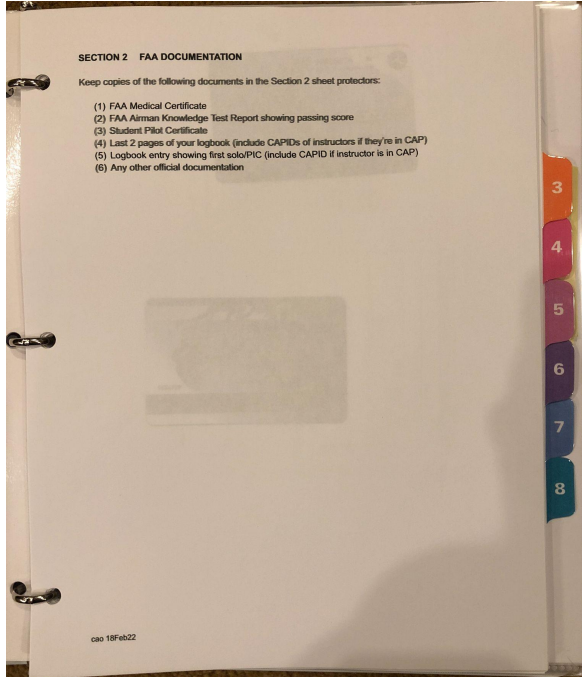 SECTION 2 FAA DOCUMENTATION
Keep copies of the following documents in the Section 2 sheet protectors:
(1) FAA Medical Certificate
(2) FAA Airman Knowledge Test Report showing passing score
(3) Student Pilot Certificate
(4) Last 2 pages of your logbook (include CAPIDs of instructors if they're in CAP)
(5) Logbook entry showing first solo/PIC (include CAPID if instructor is in CAP)
(6) Any other official documentation
3
4
5
6
7
8
cao 18Feb22